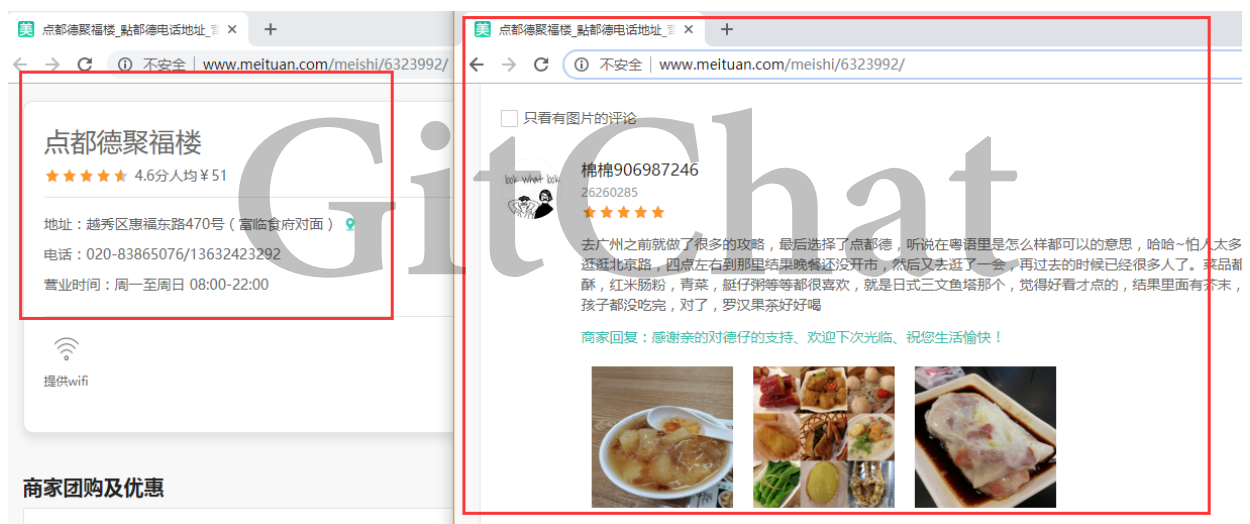 美 点都德聚福楼_點都德电话地址_
不安全 | www.meituan.com/meishi/6323992/
点都德聚福楼
4.6分人均¥51
地址：越秀区惠福东路470号（富临食府对面）
电话：020-83865076/13632423292
营业时间：周一至周日 08:00-22:00
提供wifi
商家团购及优惠
美 点都德聚福楼_點都德电话地址_
不安全 | www.meituan.com/meishi/6323992/
只看有图片的评论
棉棉906987246
26260285
去广州之前就做了很多的攻略，最后选择了点都德，听说在粤语里是怎么样都可以的意思，哈哈~怕人太多
逛逛北京路，四点左右到那里结果晚餐还没开市，然后又去逛了一会，再过去的时候已经很多人了。菜品都
酥，红米肠粉，青菜，艇仔粥等等都很喜欢，就是日式三文鱼塔那个，觉得好看才点的，结果里面有芥末，
孩子都没吃完，对了，罗汉果茶好好喝
商家回复：感谢亲的对德仔的支持、欢迎下次光临、祝您生活愉快！
GitChat